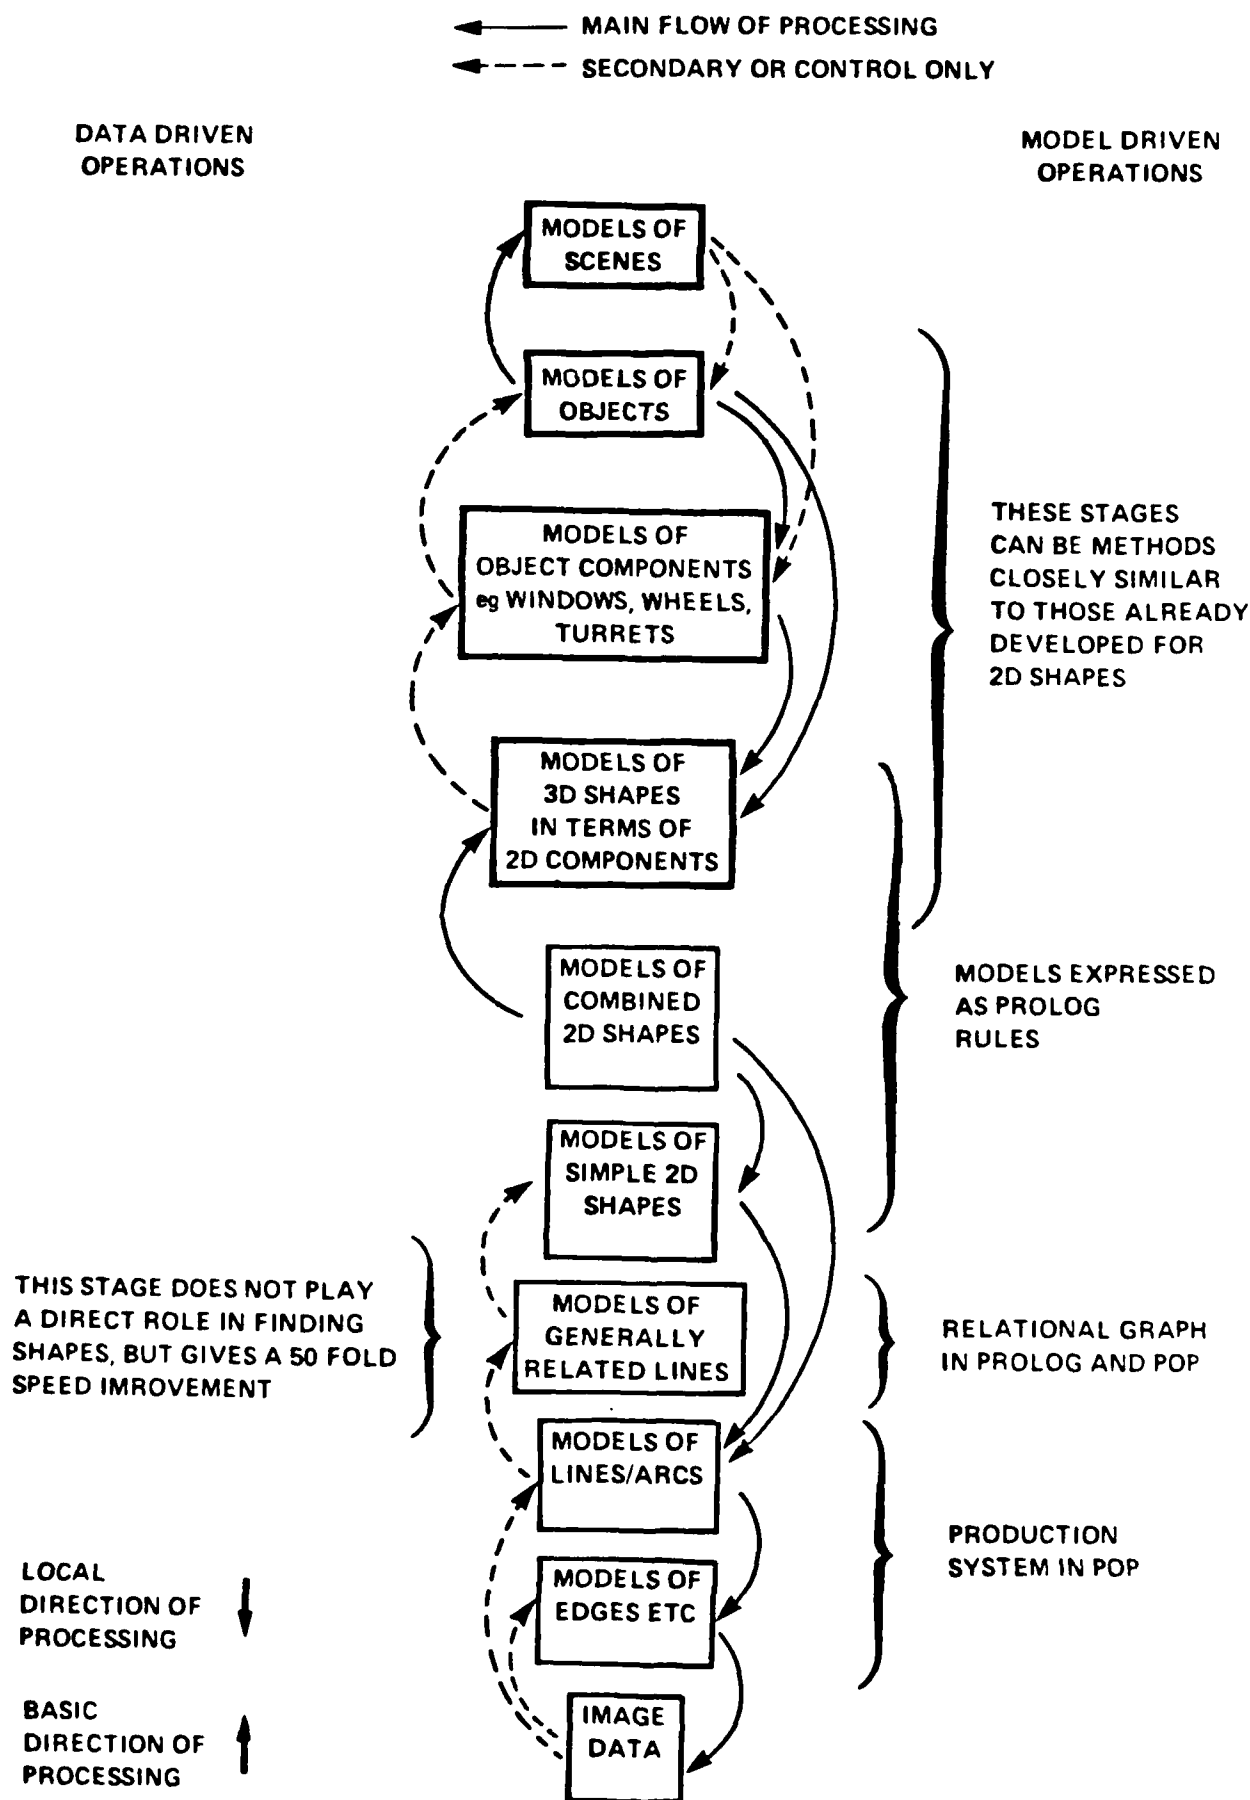 MAIN FLOW OF PROCESSING
SECONDARY OR CONTROL ONLY
DATA DRIVEN
OPERATIONS
MODEL DRIVEN
OPERATIONS
MODELS OF
SCENES
MODELS OF
OBJECTS
MODELS OF
OBJECT COMPONENTS
eg WINDOWS, WHEELS,
TURRETS
THESE STAGES
CAN BE METHODS
CLOSELY SIMILAR
TO THOSE ALREADY
DEVELOPED FOR
2D SHAPES
MODELS OF
3D SHAPES
IN TERMS OF
2D COMPONENTS
MODELS OF
COMBINED
2D SHAPES
MODELS EXPRESSED
AS PROLOG
RULES
MODELS OF
SIMPLE 2D
SHAPES
THIS STAGE DOES NOT PLAY
A DIRECT ROLE IN FINDING
SHAPES, BUT GIVES A 50 FOLD
SPEED IMROVEMENT
MODELS OF
GENERALLY
RELATED LINES
RELATIONAL GRAPH
IN PROLOG AND POP
MODELS OF
LINES/ARCS
PRODUCTION
SYSTEM IN POP
MODELS OF
EDGES ETC
LOCAL
DIRECTION OF
PROCESSING
IMAGE
DATA
BASIC
DIRECTION OF
PROCESSING